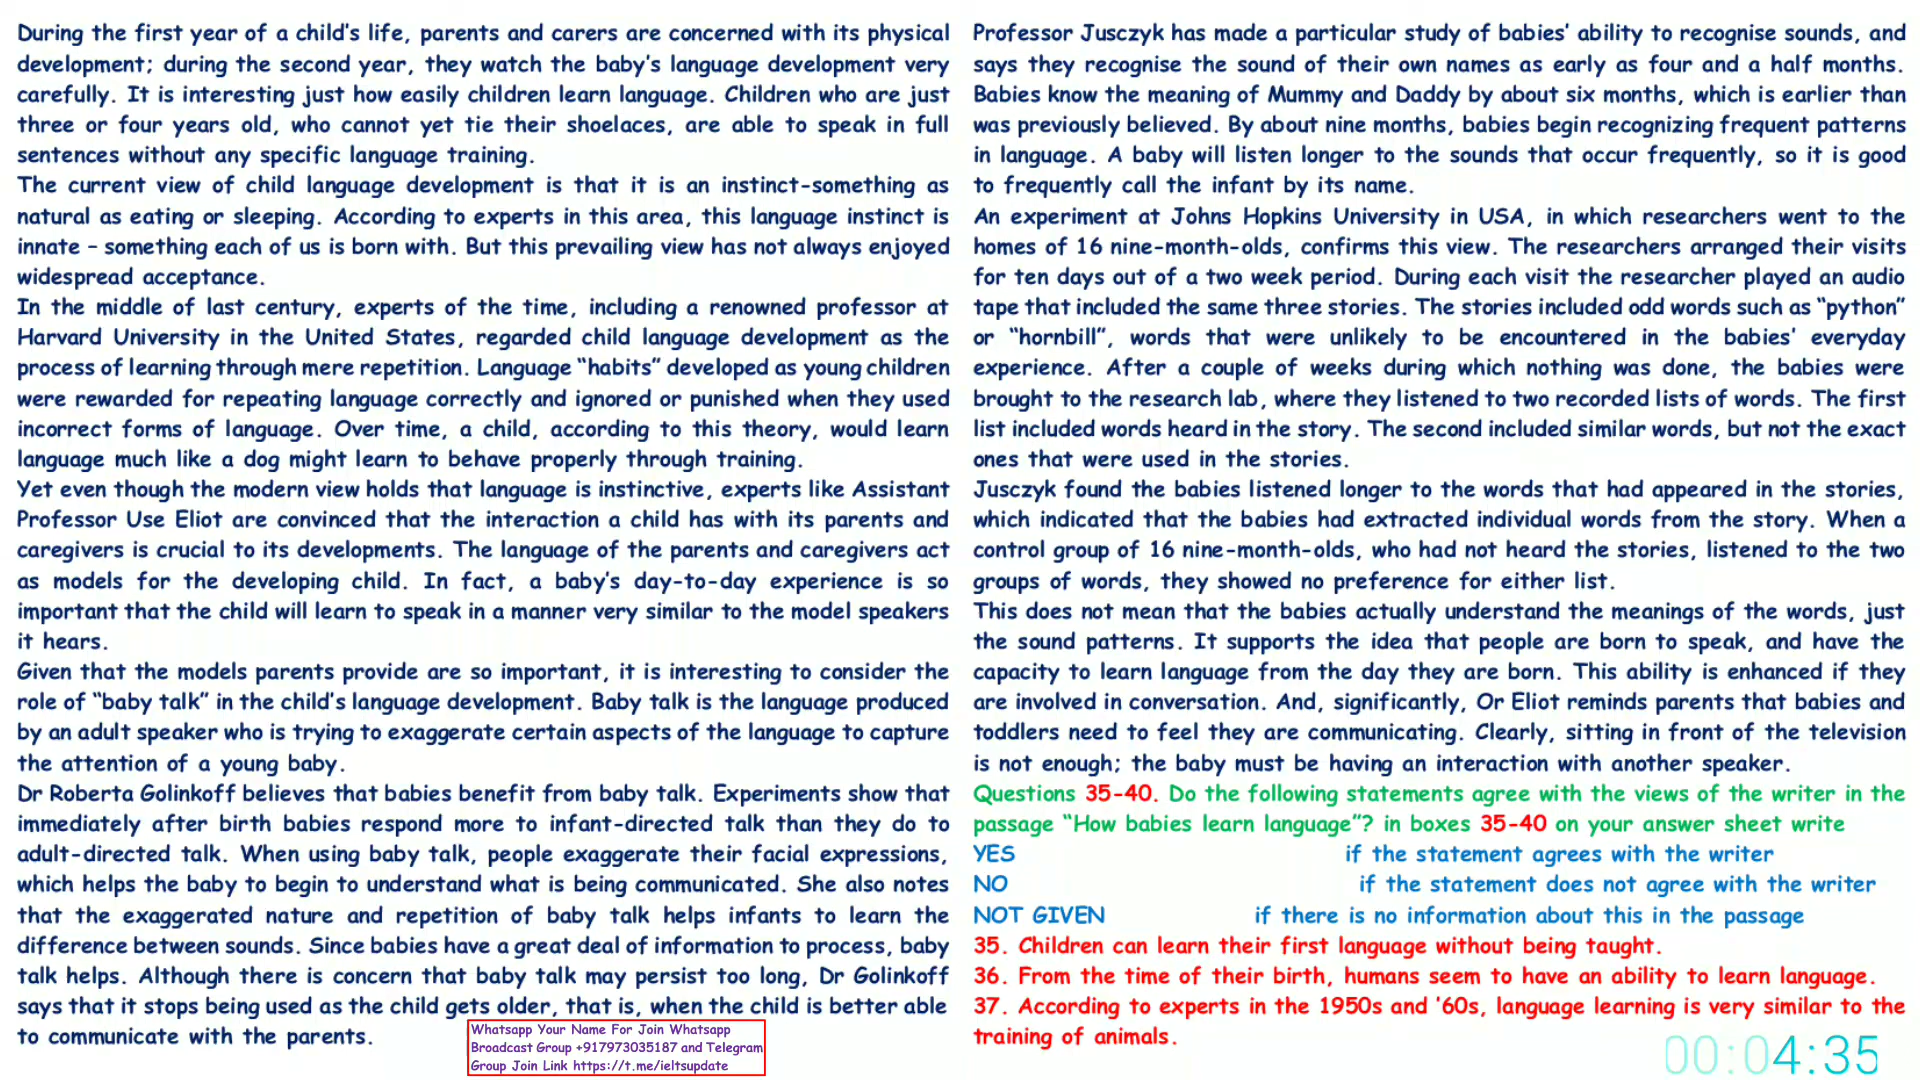 During the first year of a child's life, parents and carers are concerned with its physical
development; during the second year, they watch the baby's language development very
carefully. It is interesting just how easily children learn language. Children who are just
three or four years old, who cannot yet tie their shoelaces, are able to speak in full
sentences without any specific language training.
The current view of child language development is that it is an instinct-something as
natural as eating or sleeping. According to experts in this area, this language instinct is
innate – something each of us is born with. But this prevailing view has not always enjoyed
widespread acceptance.
In the middle of last century, experts of the time, including a renowned professor at
Harvard University in the United States, regarded child language development as the
process of learning through mere repetition. Language "habits" developed as young children
were rewarded for repeating language correctly and ignored or punished when they used
incorrect forms of language. Over time, a child, according to this theory, would learn
language much like a dog might learn to behave properly through training.
Yet even though the modern view holds that language is instinctive, experts like Assistant
Professor Use Eliot are convinced that the interaction a child has with its parents and
caregivers is crucial to its developments. The language of the parents and caregivers act
as models for the developing child. In fact, a baby's day-to-day experience is so
important that the child will learn to speak in a manner very similar to the model speakers
it hears.
Given that the models parents provide are so important, it is interesting to consider the
role of "baby talk" in the child's language development. Baby talk is the language produced
by an adult speaker who is trying to exaggerate certain aspects of the language to capture
the attention of a young baby.
Dr Roberta Golinkoff believes that babies benefit from baby talk. Experiments show that
immediately after birth babies respond more to infant-directed talk than they do to
adult-directed talk. When using baby talk, people exaggerate their facial expressions,
which helps the baby to begin to understand what is being communicated. She also notes
that the exaggerated nature and repetition of baby talk helps infants to learn the
difference between sounds. Since babies have a great deal of information to process, baby
talk helps. Although there is concern that baby talk may persist too long, Dr Golinkoff
says that it stops being used as the child gets older, that is, when the child is better able
to communicate with the parents.
Whatsapp Your Name For Join Whatsapp
Broadcast Group +917973035187 and Telegram
Group Join Link https://t.me/ieltsupdate
Professor Jusczyk has made a particular study of babies' ability to recognise sounds, and
says they recognise the sound of their own names as early as four and a half months.
Babies know the meaning of Mummy and Daddy by about six months, which is earlier than
was previously believed. By about nine months, babies begin recognizing frequent patterns
in language. A baby will listen longer to the sounds that occur frequently, so it is good
to frequently call the infant by its name.
An experiment at Johns Hopkins University in USA, in which researchers went to the
homes of 16 nine-month-olds, confirms this view. The researchers arranged their visits
for ten days out of a two week period. During each visit the researcher played an audio
tape that included the same three stories. The stories included odd words such as "python"
or "hornbill", words that were unlikely to be encountered in the babies' everyday
experience. After a couple of weeks during which nothing was done, the babies were
brought to the research lab, where they listened to two recorded lists of words. The first
list included words heard in the story. The second included similar words, but not the exact
ones that were used in the stories.
Jusczyk found the babies listened longer to the words that had appeared in the stories,
which indicated that the babies had extracted individual words from the story. When a
control group of 16 nine-month-olds, who had not heard the stories, listened to the two
groups of words, they showed no preference for either list.
This does not mean that the babies actually understand the meanings of the words, just
the sound patterns. It supports the idea that people are born to speak, and have the
capacity to learn language from the day they are born. This ability is enhanced if they
are involved in conversation. And, significantly, Or Eliot reminds parents that babies and
toddlers need to feel they are communicating. Clearly, sitting in front of the television
is not enough; the baby must be having an interaction with another speaker.
Questions 35-40. Do the following statements agree with the views of the writer in the
passage "How babies learn language"? in boxes 35-40 on your answer sheet write
YES if the statement agrees with the writer
NO if the statement does not agree with the writer
NOT GIVEN if there is no information about this in the passage
35. Children can learn their first language without being taught.
36. From the time of their birth, humans seem to have an ability to learn language.
37. According to experts in the 1950s and '60s, language learning is very similar to the
training of animals.
00:04:35